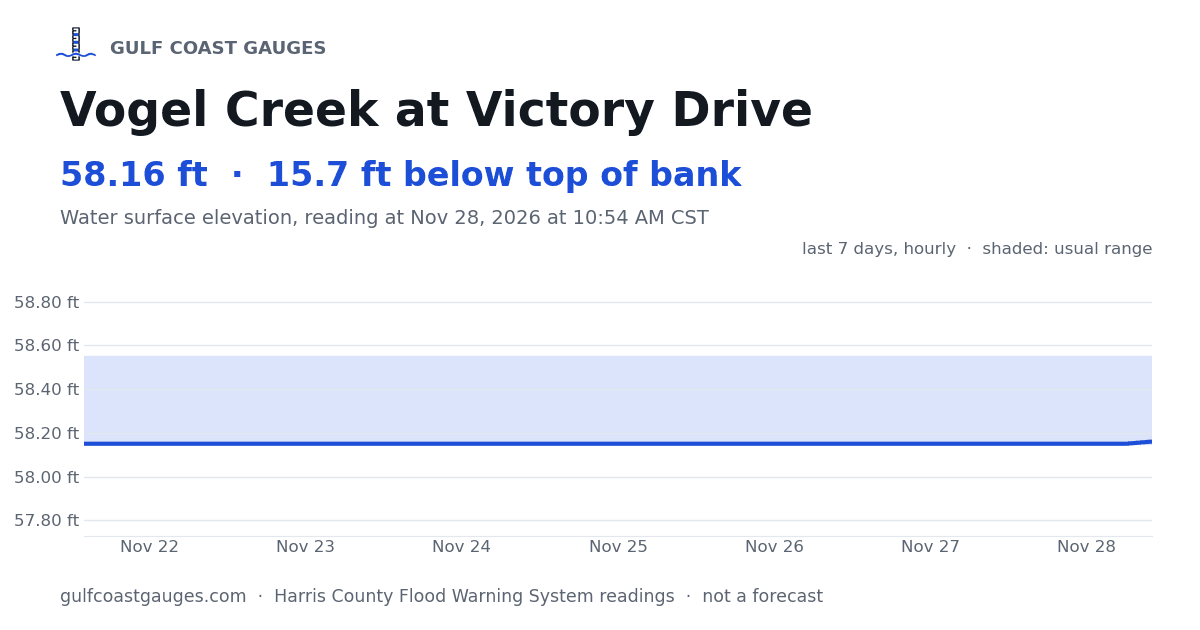 GULF COAST GAUGES
Vogel Creek at Victory Drive
58.16 ft · 15.7 ft below top of bank
Water surface elevation, reading at Nov 28, 2026 at 10:54 AM CST
last 7 days, hourly · shaded: usual range
58.80 ft
58.60 ft
58.40 ft
58.20 ft
58.00 ft
57.80 ft
Nov 22 Nov 23 Nov 24 Nov 25 Nov 26 Nov 27 Nov 28
gulfcoastgauges.com · Harris County Flood Warning System readings · not a forecast